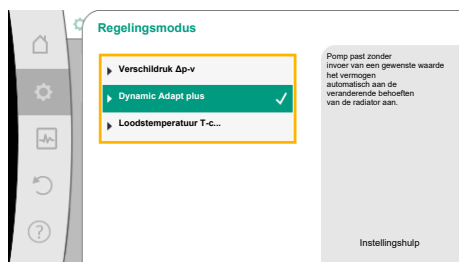 Regelingsmodus
Verschildruk Δp-v
Dynamic Adapt plus
Loodstemperatuur T-c...
Pomp past zonder
invoer van een gewenste waarde
het vermogen
automatisch aan de
veranderende behoeften
van de radiator aan.
Instellingshulp